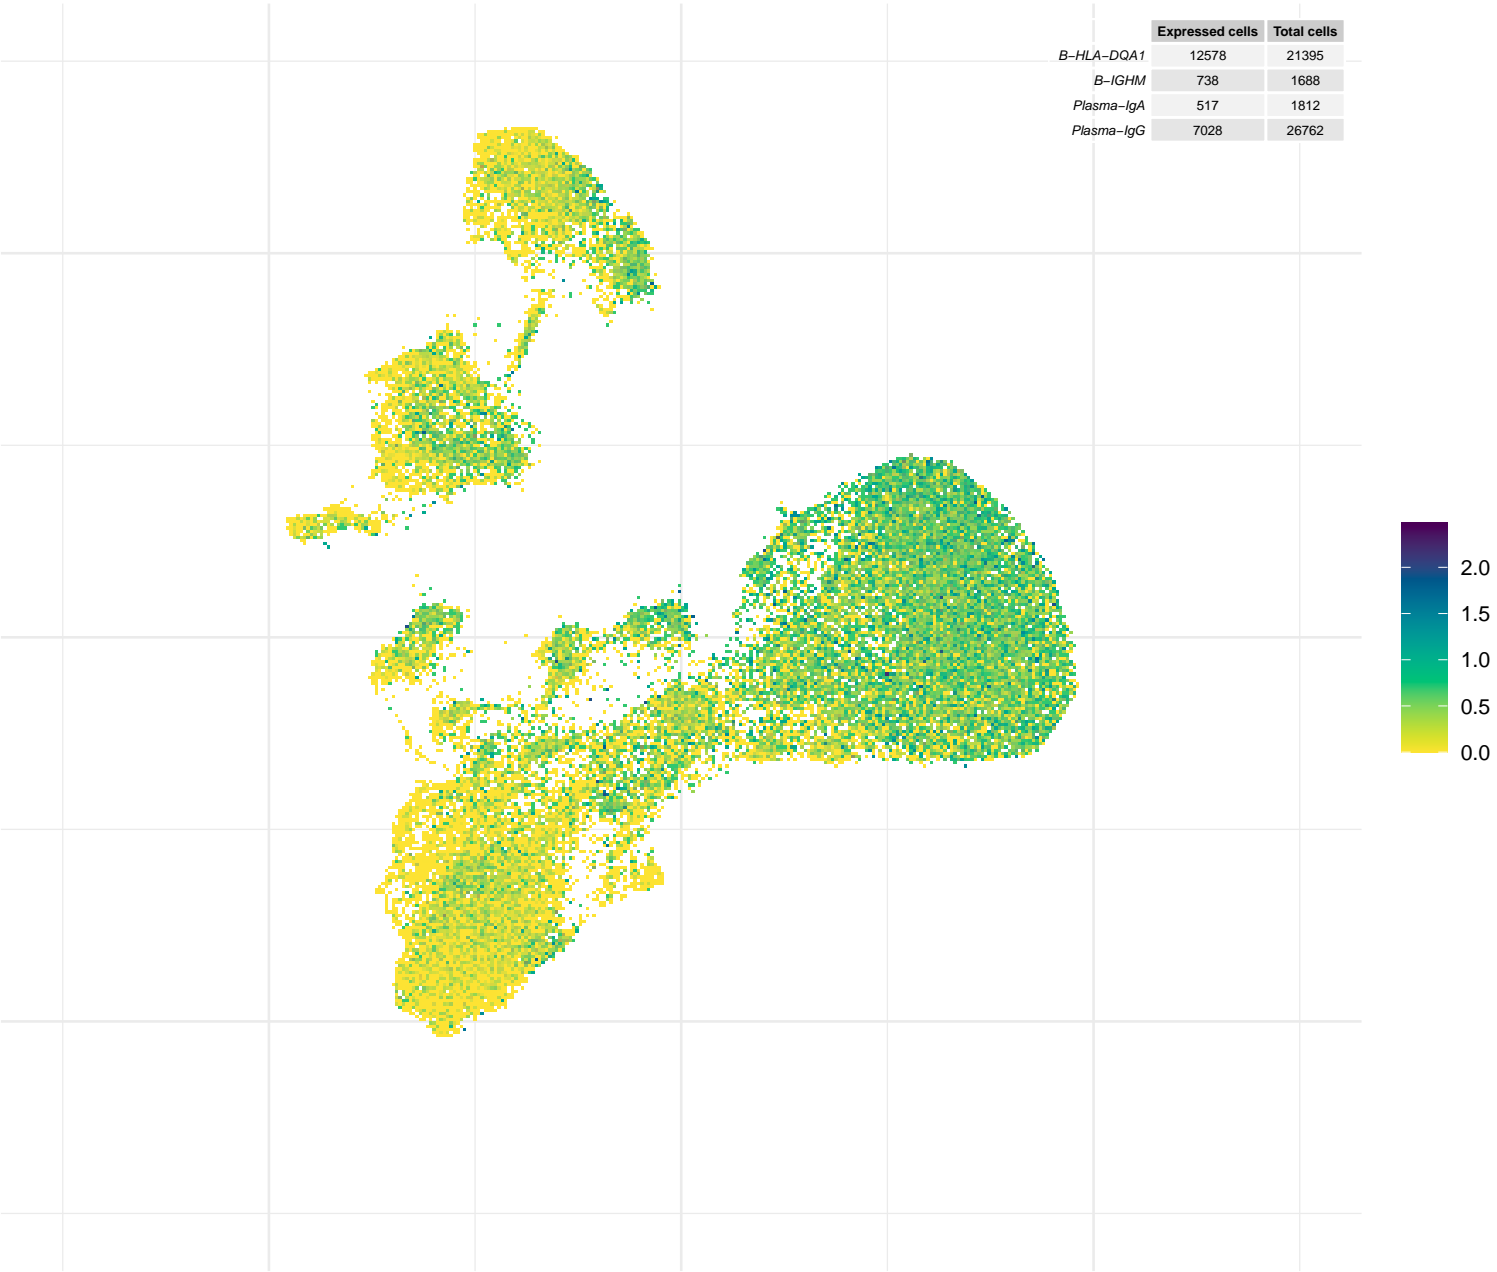 Expressed cells Total cells
B−HLA−DQA1 12578 21395
B−IGHM 738 1688
Plasma−IgA 517 1812
Plasma−IgG 7028 26762
2.0
1.5
1.0
0.5
0.0